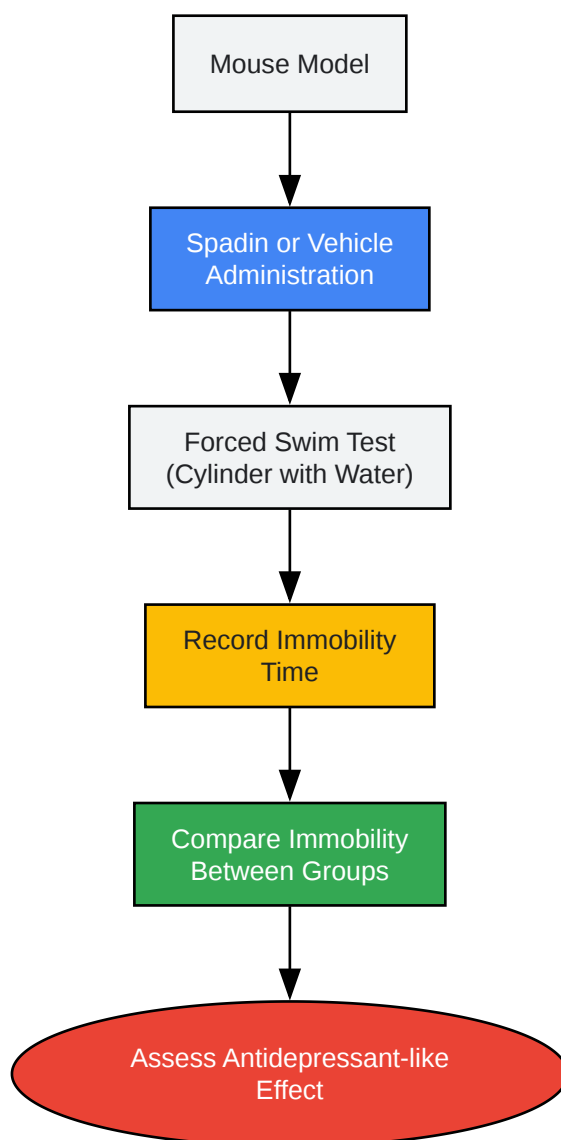 Mouse Model
Spadin or Vehicle
Administration
Forced Swim Test
(Cylinder with Water)
Record Immobility
Time
Compare Immobility
Between Groups
Assess Antidepressant-like
Effect